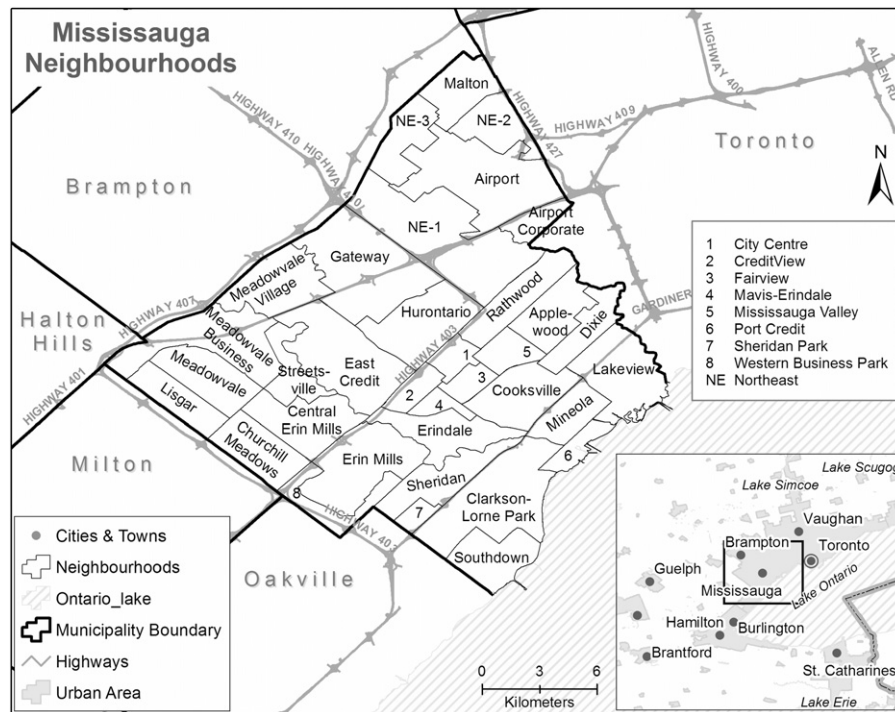 Mississauga
Neighbourhoods
HIGHWAY 410
HIGHWAY 400
ALLEN RD
Malton
NE-3
NE-2
HIGHWAY 409
HIGHWAY 427
Toronto
N
Brampton
Airport
NE-1
Airport
Corporate
Gateway
Meadowvale
Village
HIGHWAY 407
Halton
Hills
HIGHWAY 401
Meadowvale
Business
Hurontario
HIGHWAY 403
Rathwood
Apple-
wood
Dixie
GARDINER
Lakeview
Meadowvale
Streets-
ville
East
Credit
1
5
3
2
4
Cooksville
Mineola
Lisgar
Central
Erin Mills
Erindale
6
Churchill
Meadows
Erin Mills
Sheridan
Milton
8
7
HIGHWAY 403
Clarkson-
Lorne Park
Southdown
Oakville
1 City Centre
2 CreditView
3 Fairview
4 Mavis-Erindale
5 Mississauga Valley
6 Port Credit
7 Sheridan Park
8 Western Business Park
NE Northeast
Cities & Towns
Neighbourhoods
Ontario_lake
Municipality Boundary
Highways
Urban Area
0 3 6
Kilometers
Lake Scugog
Lake Simcoe
Vaughan
Brampton
Toronto
Guelph
Mississauga
Lake Ontario
Hamilton
Burlington
Brantford
St. Catharines
Lake Erie